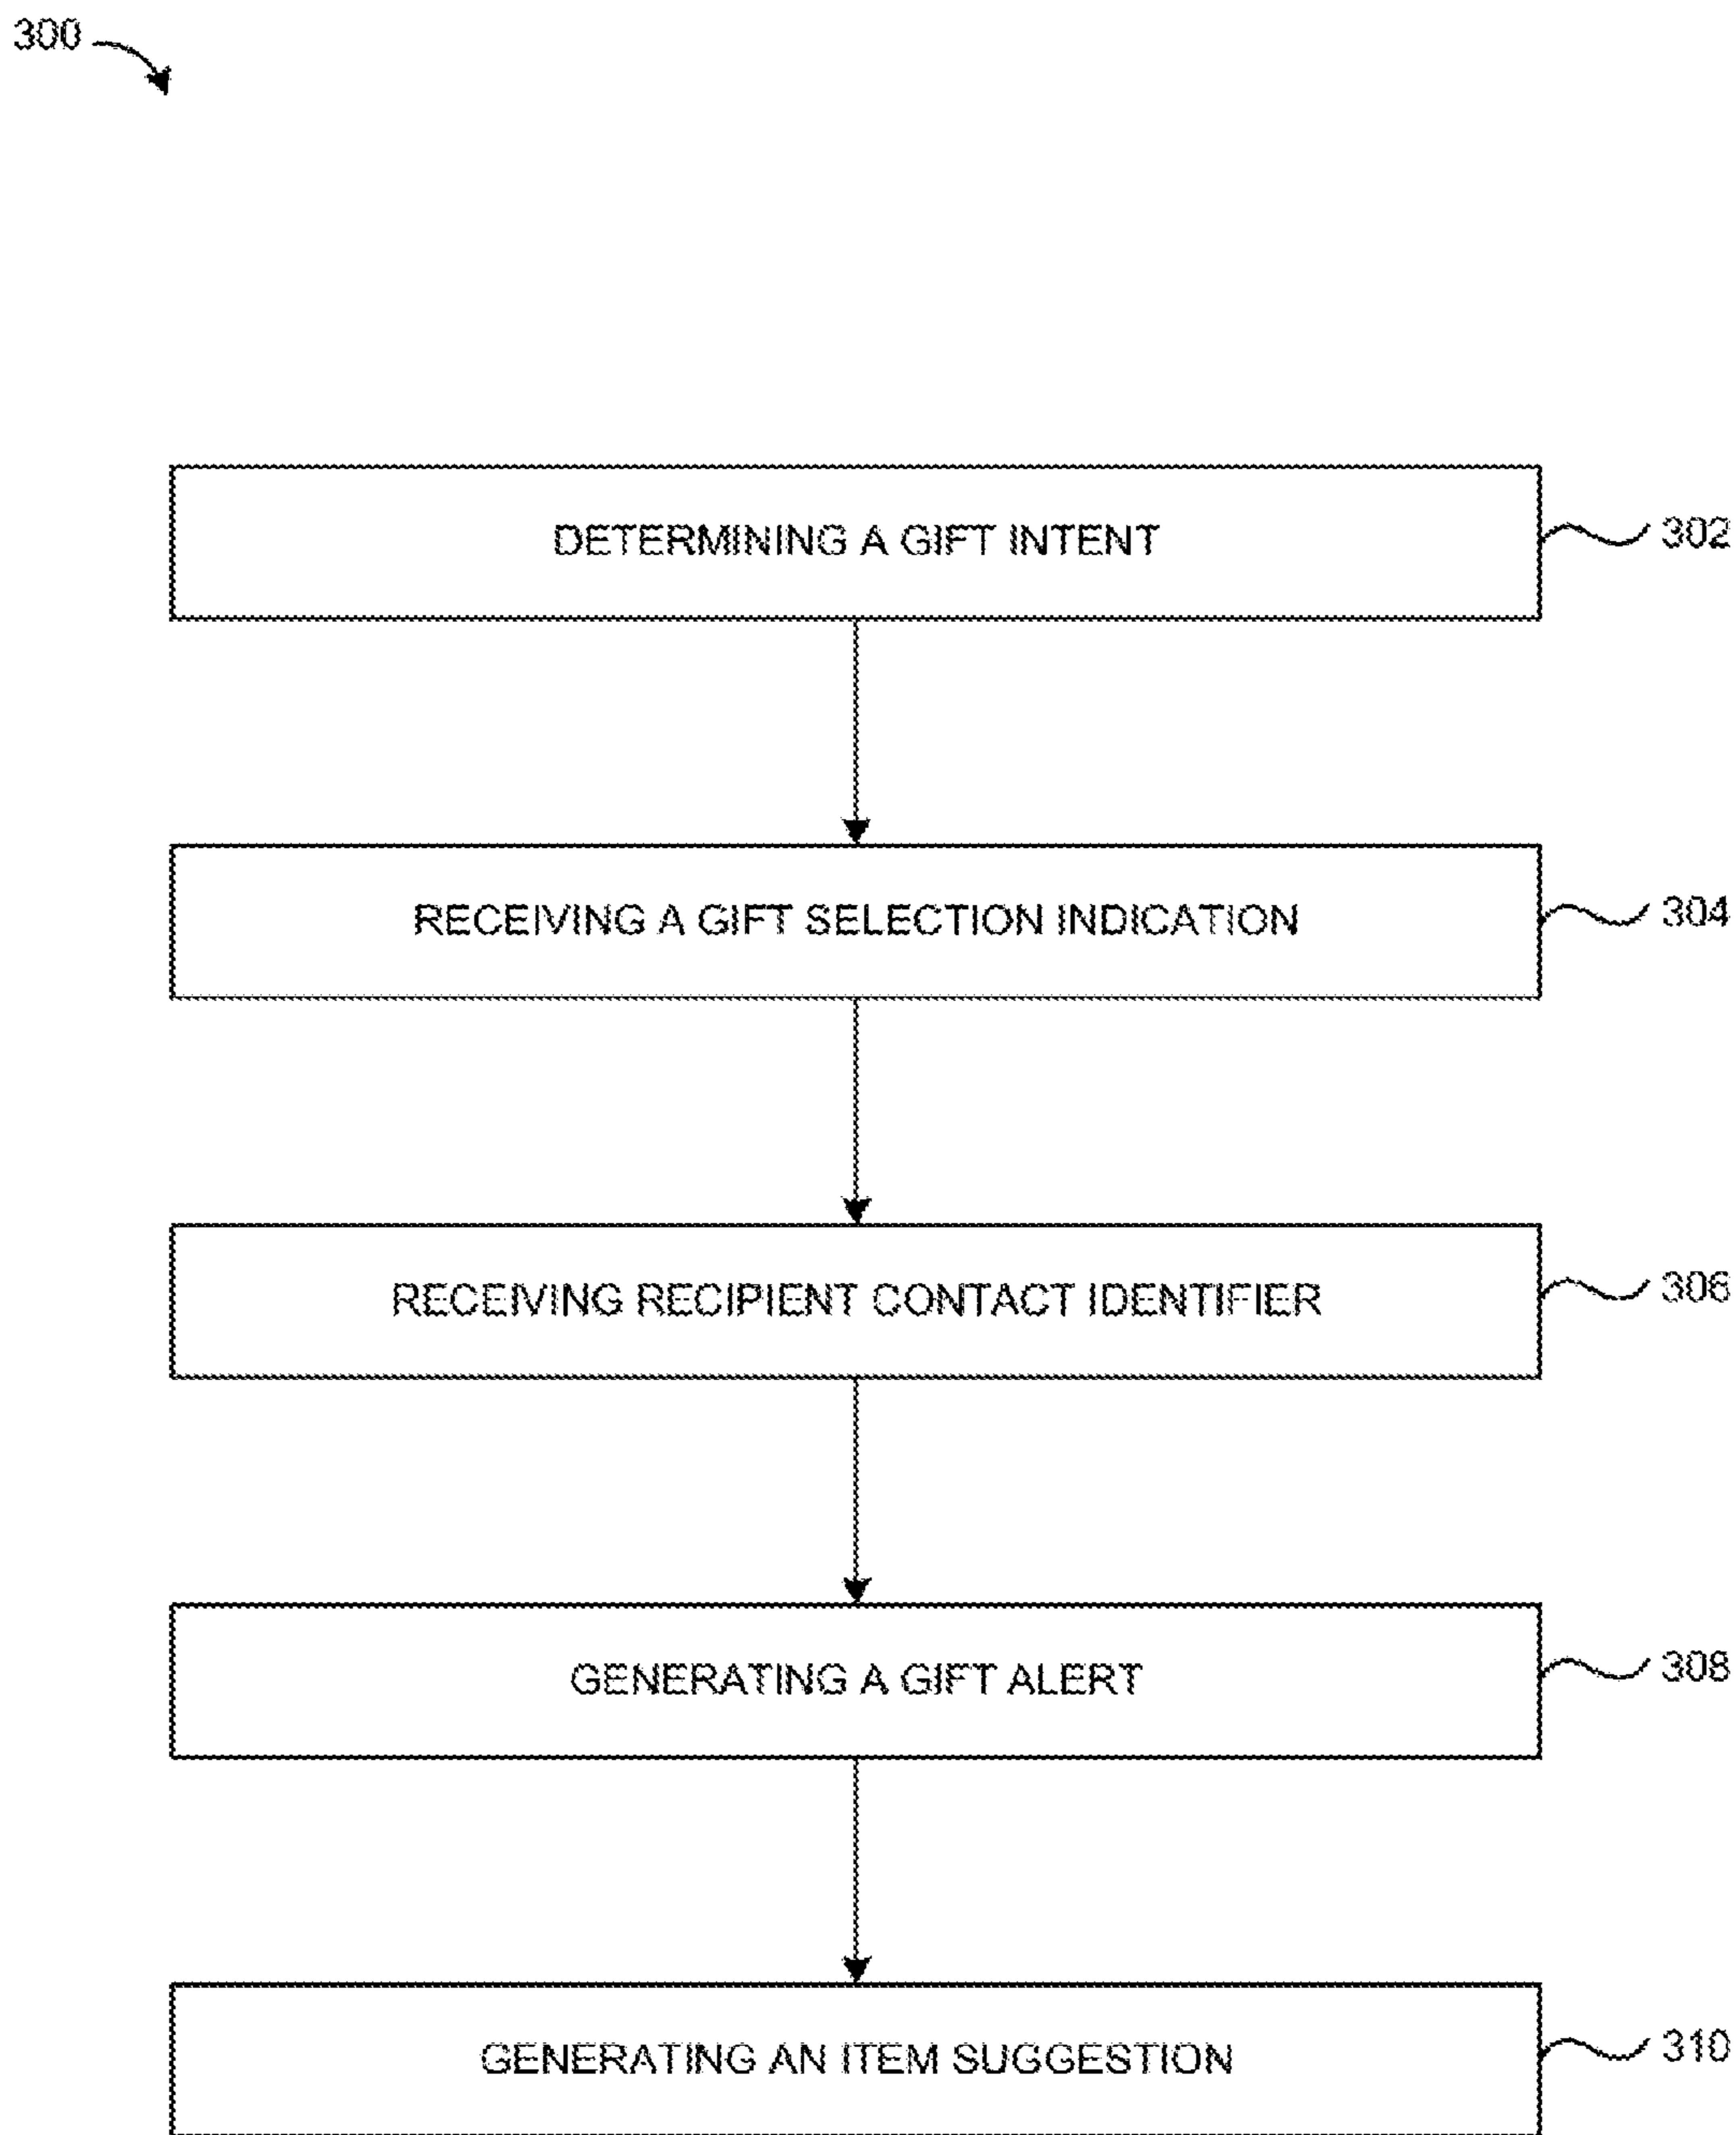 300
DETERMINING A GIFT INTENT
302
RECEIVING A GIFT SELECTION INDICATION
304
RECEIVING RECIPIENT CONTACT IDENTIFIER
306
GENERATING A GIFT ALERT
308
GENERATING AN ITEM SUGGESTION
310